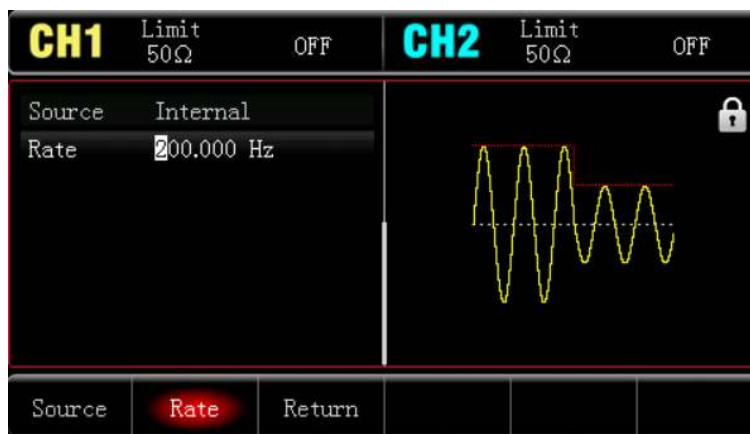 CH1 Limit 50Ω OFF CH2 Limit 50Ω OFF
Source Internal
Rate 200.000 Hz
Source Rate Return